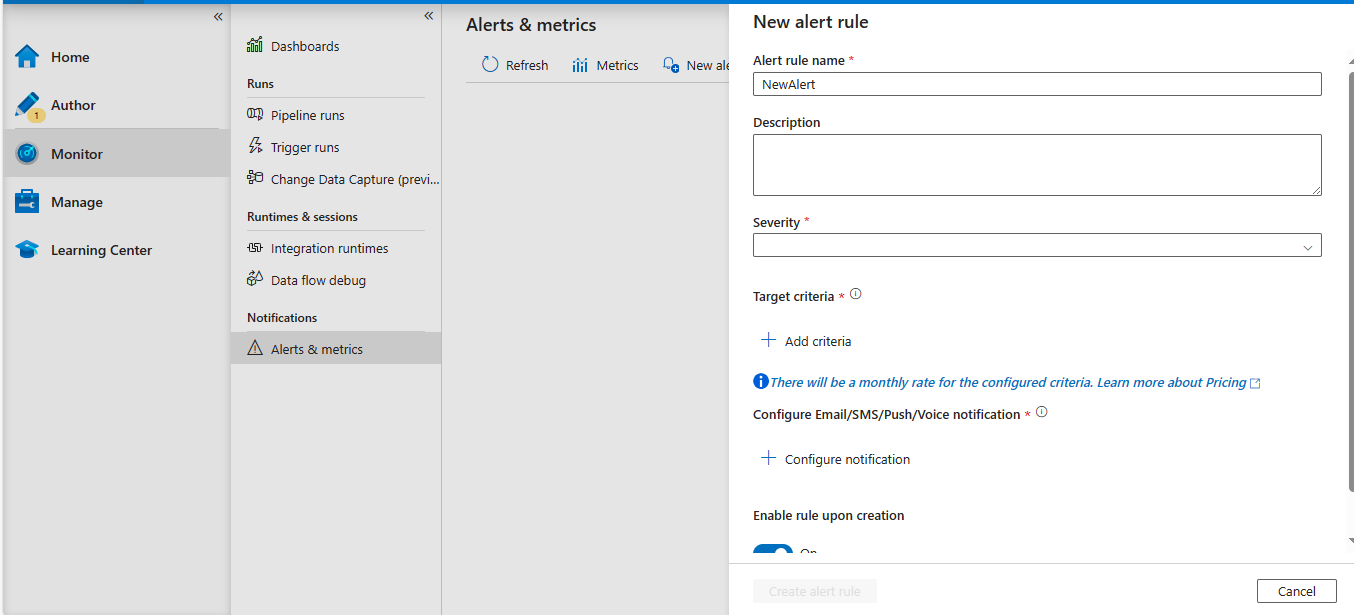 Home
Author
1
Monitor
Manage
Learning Center
Dashboards
Runs
Pipeline runs
Trigger runs
Change Data Capture (previ...
Runtimes & sessions
Integration runtimes
Data flow debug
Notifications
Alerts & metrics
Alerts & metrics
Refresh
Metrics
New ale
New alert rule
Alert rule name *
NewAlert
Description
Severity *
Target criteria *
Add criteria
There will be a monthly rate for the configured criteria. Learn more about Pricing
Configure Email/SMS/Push/Voice notification *
Configure notification
Enable rule upon creation
On
Create alert rule
Cancel